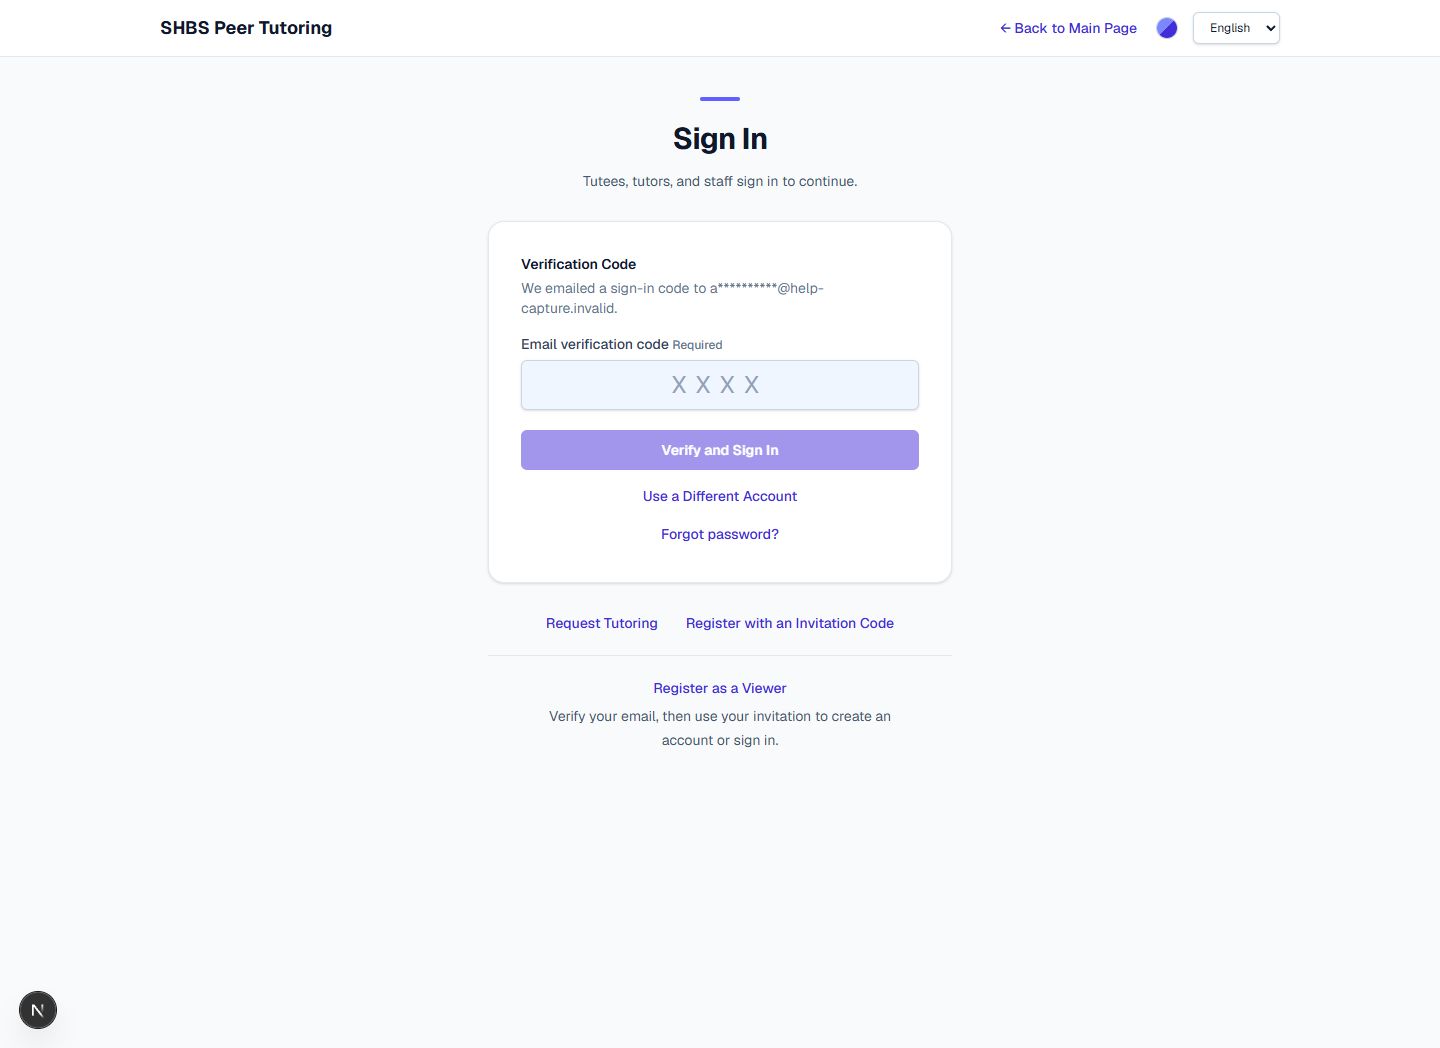 SHBS Peer Tutoring
← Back to Main Page
English
Sign In
Tutees, tutors, and staff sign in to continue.
Verification Code
We emailed a sign-in code to a**********@help-
capture.invalid.
Email verification code Required
X X X X
Verify and Sign In
Use a Different Account
Forgot password?
Request Tutoring
Register with an Invitation Code
Register as a Viewer
Verify your email, then use your invitation to create an
account or sign in.
N